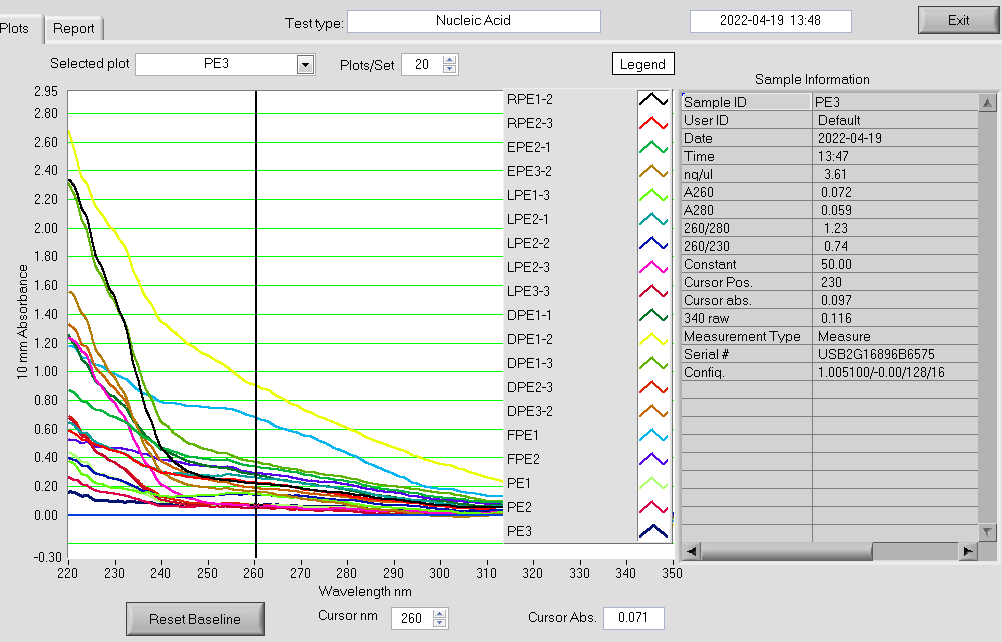 Plots Report
Test type: Nucleic Acid 2022-04-19 13:48 Exit
Selected plot PE3 Plots/Set 20 Legend
Sample Information
10 mm Absorbance
2.95
2.80
2.60
2.40
2.20
2.00
1.80
1.60
1.40
1.20
1.00
0.80
0.60
0.40
0.20
0.00
-0.30
220 230 240 250 260 270 280 290 300 310 320 330 340 350
Wavelength nm
RPE1-2
RPE2-3
EPE2-1
EPE3-2
LPE1-3
LPE2-1
LPE2-2
LPE2-3
LPE3-3
DPE1-1
DPE1-2
DPE1-3
DPE2-3
DPE3-2
FPE1
FPE2
PE1
PE2
PE3
Sample ID PE3
User ID Default
Date 2022-04-19
Time 13:47
ng/ul 3.61
A260 0.072
A280 0.059
260/280 1.23
260/230 0.74
Constant 50.00
Cursor Pos. 230
Cursor abs. 0.097
340 raw 0.116
Measurement Type Measure
Serial # USB2G16896B6575
Config. 1.005100/-0.00/128/16
Reset Baseline Cursor nm 260 Cursor Abs. 0.071